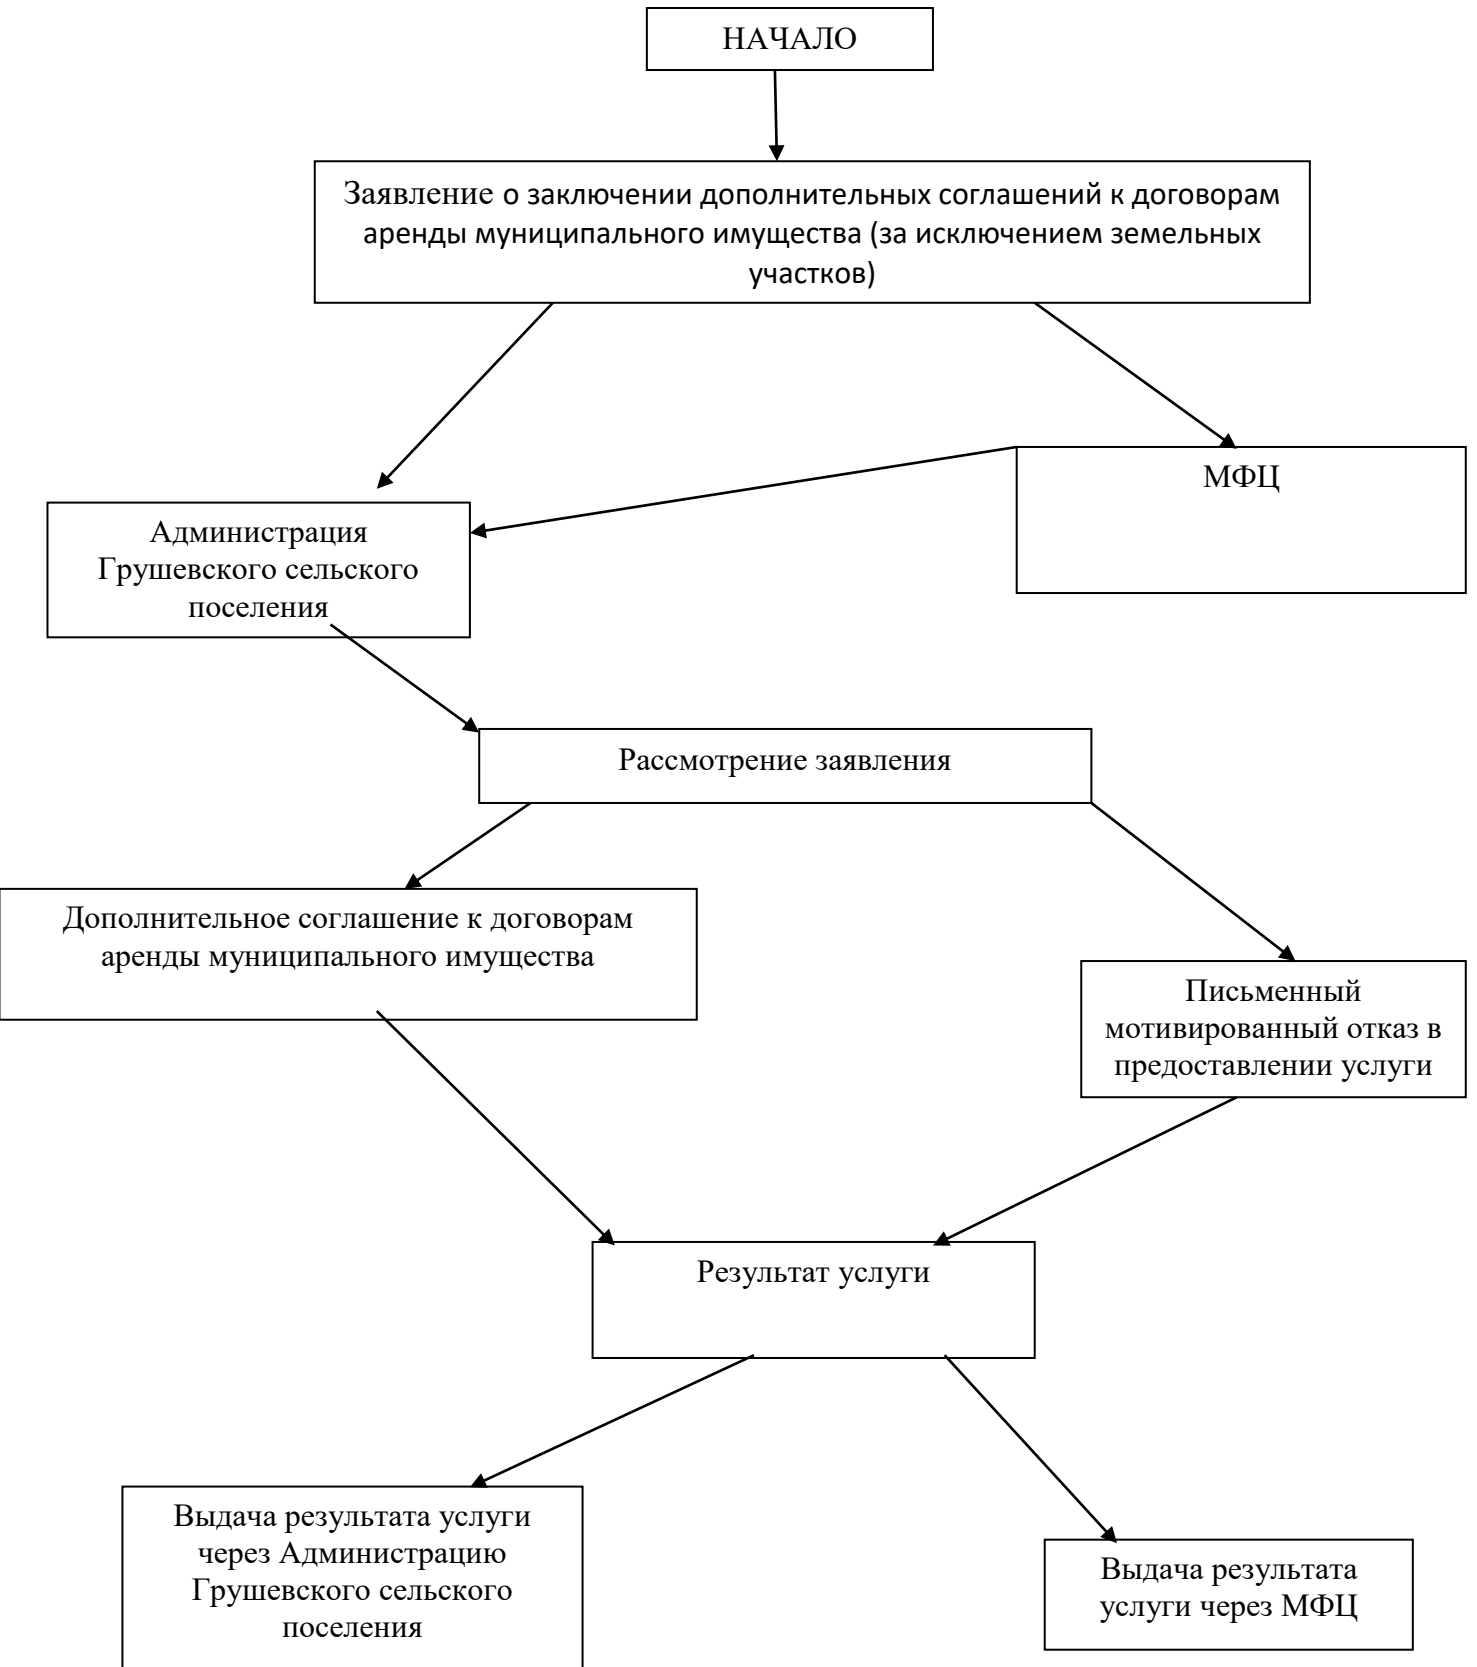 НАЧАЛО
Заявление о заключении дополнительных соглашений к договорам
аренды муниципального имущества (за исключением земельных
участков)
МФЦ
Администрация
Грушевского сельского
поселения
Рассмотрение заявления
Дополнительное соглашение к договорам
аренды муниципального имущества
Письменный
мотивированный отказ в
предоставлении услуги
Результат услуги
Выдача результата услуги
через Администрацию
Грушевского сельского
поселения
Выдача результата
услуги через МФЦ